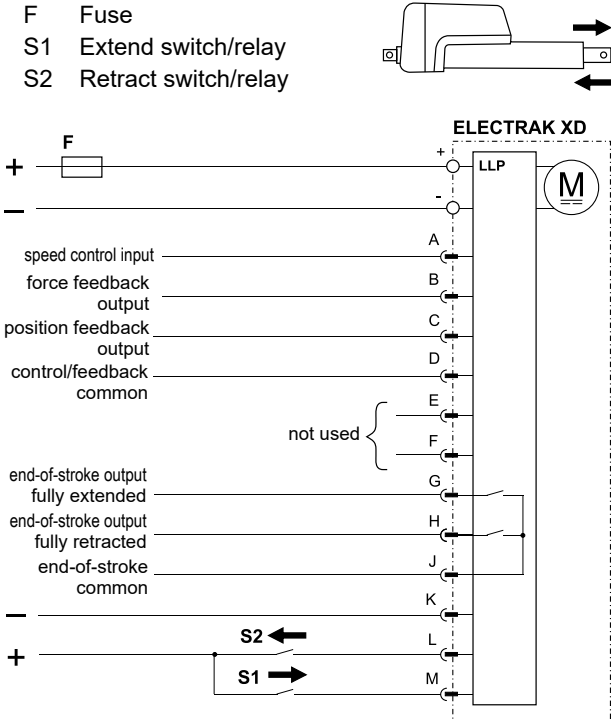 F Fuse
S1 Extend switch/relay
S2 Retract switch/relay
ELECTRAK XD
F
+
+
LLP
M
–
-
speed control input
A
force feedback
output
B
position feedback
output
C
control/feedback
common
D
not used
E
F
end-of-stroke output
fully extended
G
end-of-stroke output
fully retracted
H
end-of-stroke
common
J
–
K
+
S2
L
S1
M